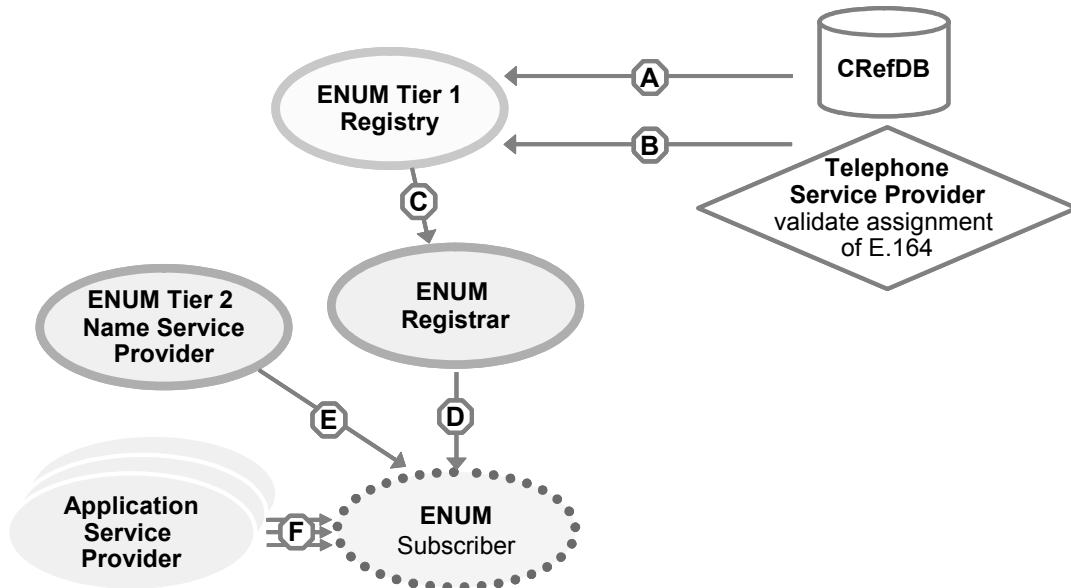 CRefDB
A
ENUM Tier 1
Registry
B
Telephone
Service Provider
validate assignment
of E.164
C
ENUM
Registrar
ENUM Tier 2
Name Service
Provider
D
E
Application
Service
Provider
F
ENUM
Subscriber